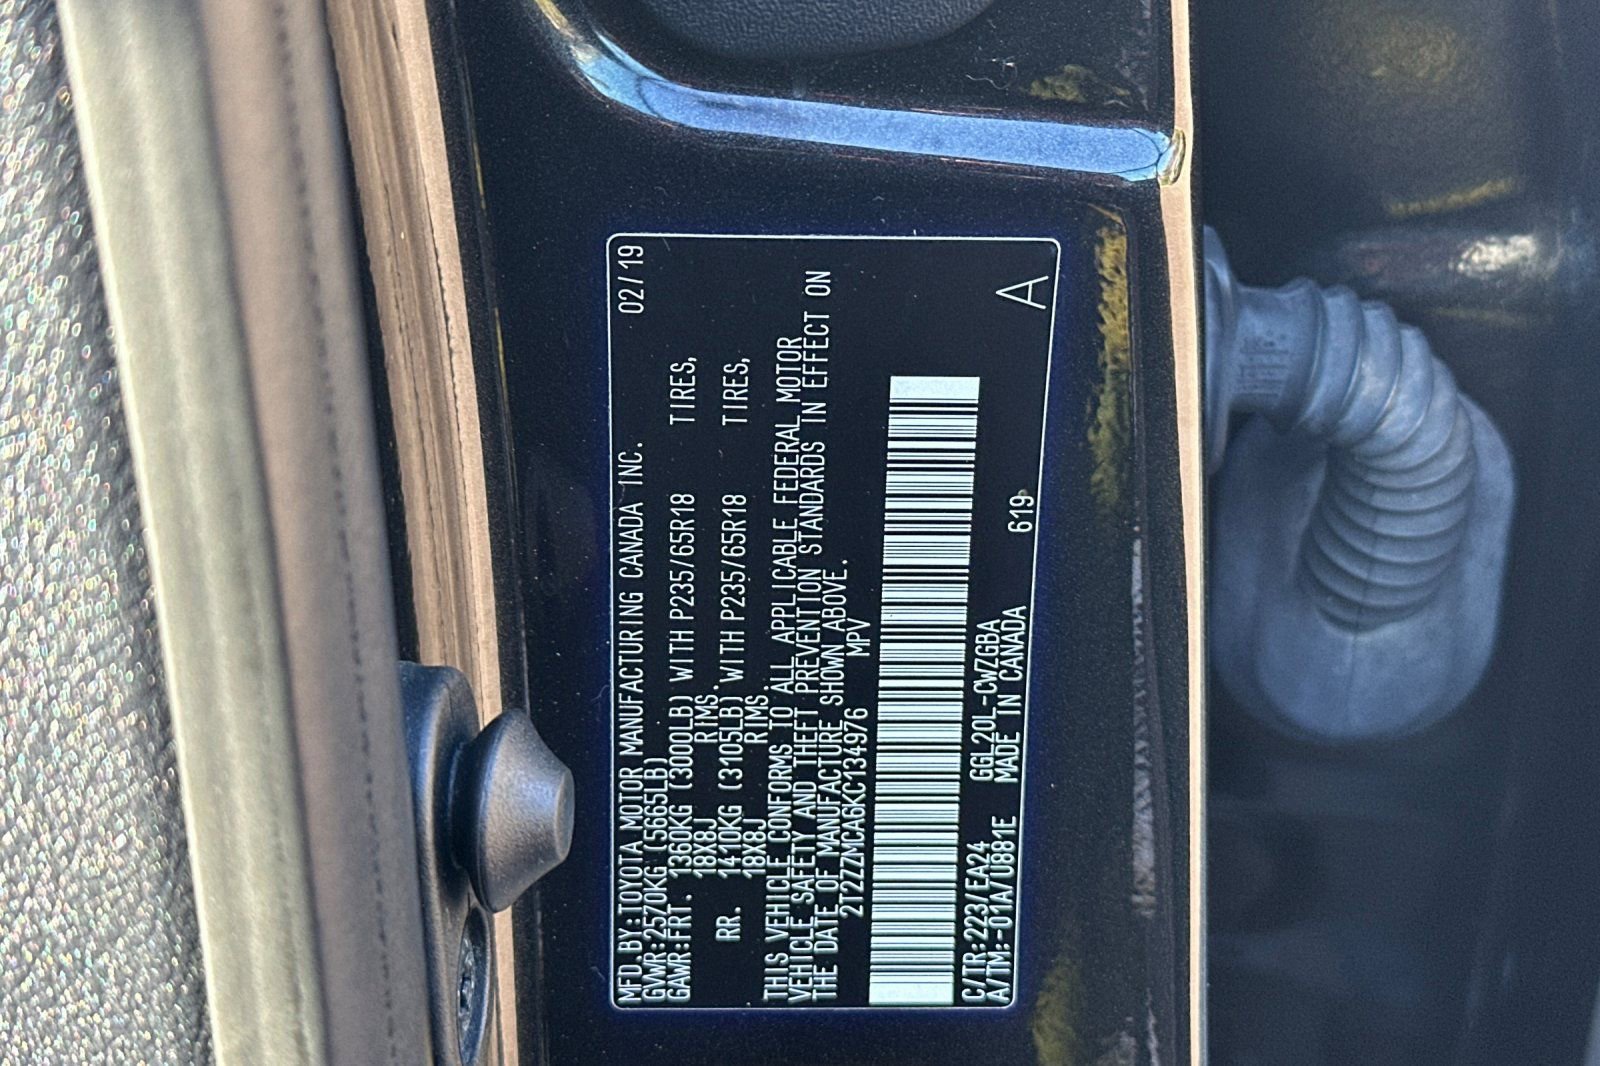 MFD.BY:TOYOTA MOTOR MANUFACTURING CANADA INC. 02/19
GVWR:2570KG (5665LB)
GAWR:FRT. 1360KG (3000LB) WITH P235/65R18 TIRES,
18X8J RIMS.
RR. 1410KG (3105LB) WITH P235/65R18 TIRES,
18X8J RIMS.
THIS VEHICLE CONFORMS TO ALL APPLICABLE FEDERAL MOTOR
VEHICLE SAFETY AND THEFT PREVENTION STANDARDS IN EFFECT ON
THE DATE OF MANUFACTURE SHOWN ABOVE.
2T2ZZMCA6KC134976 MPV
C/TR:223/EA24 GGL20L-CWZGBA
A/TM:-01A/U881E MADE IN CANADA 619 A